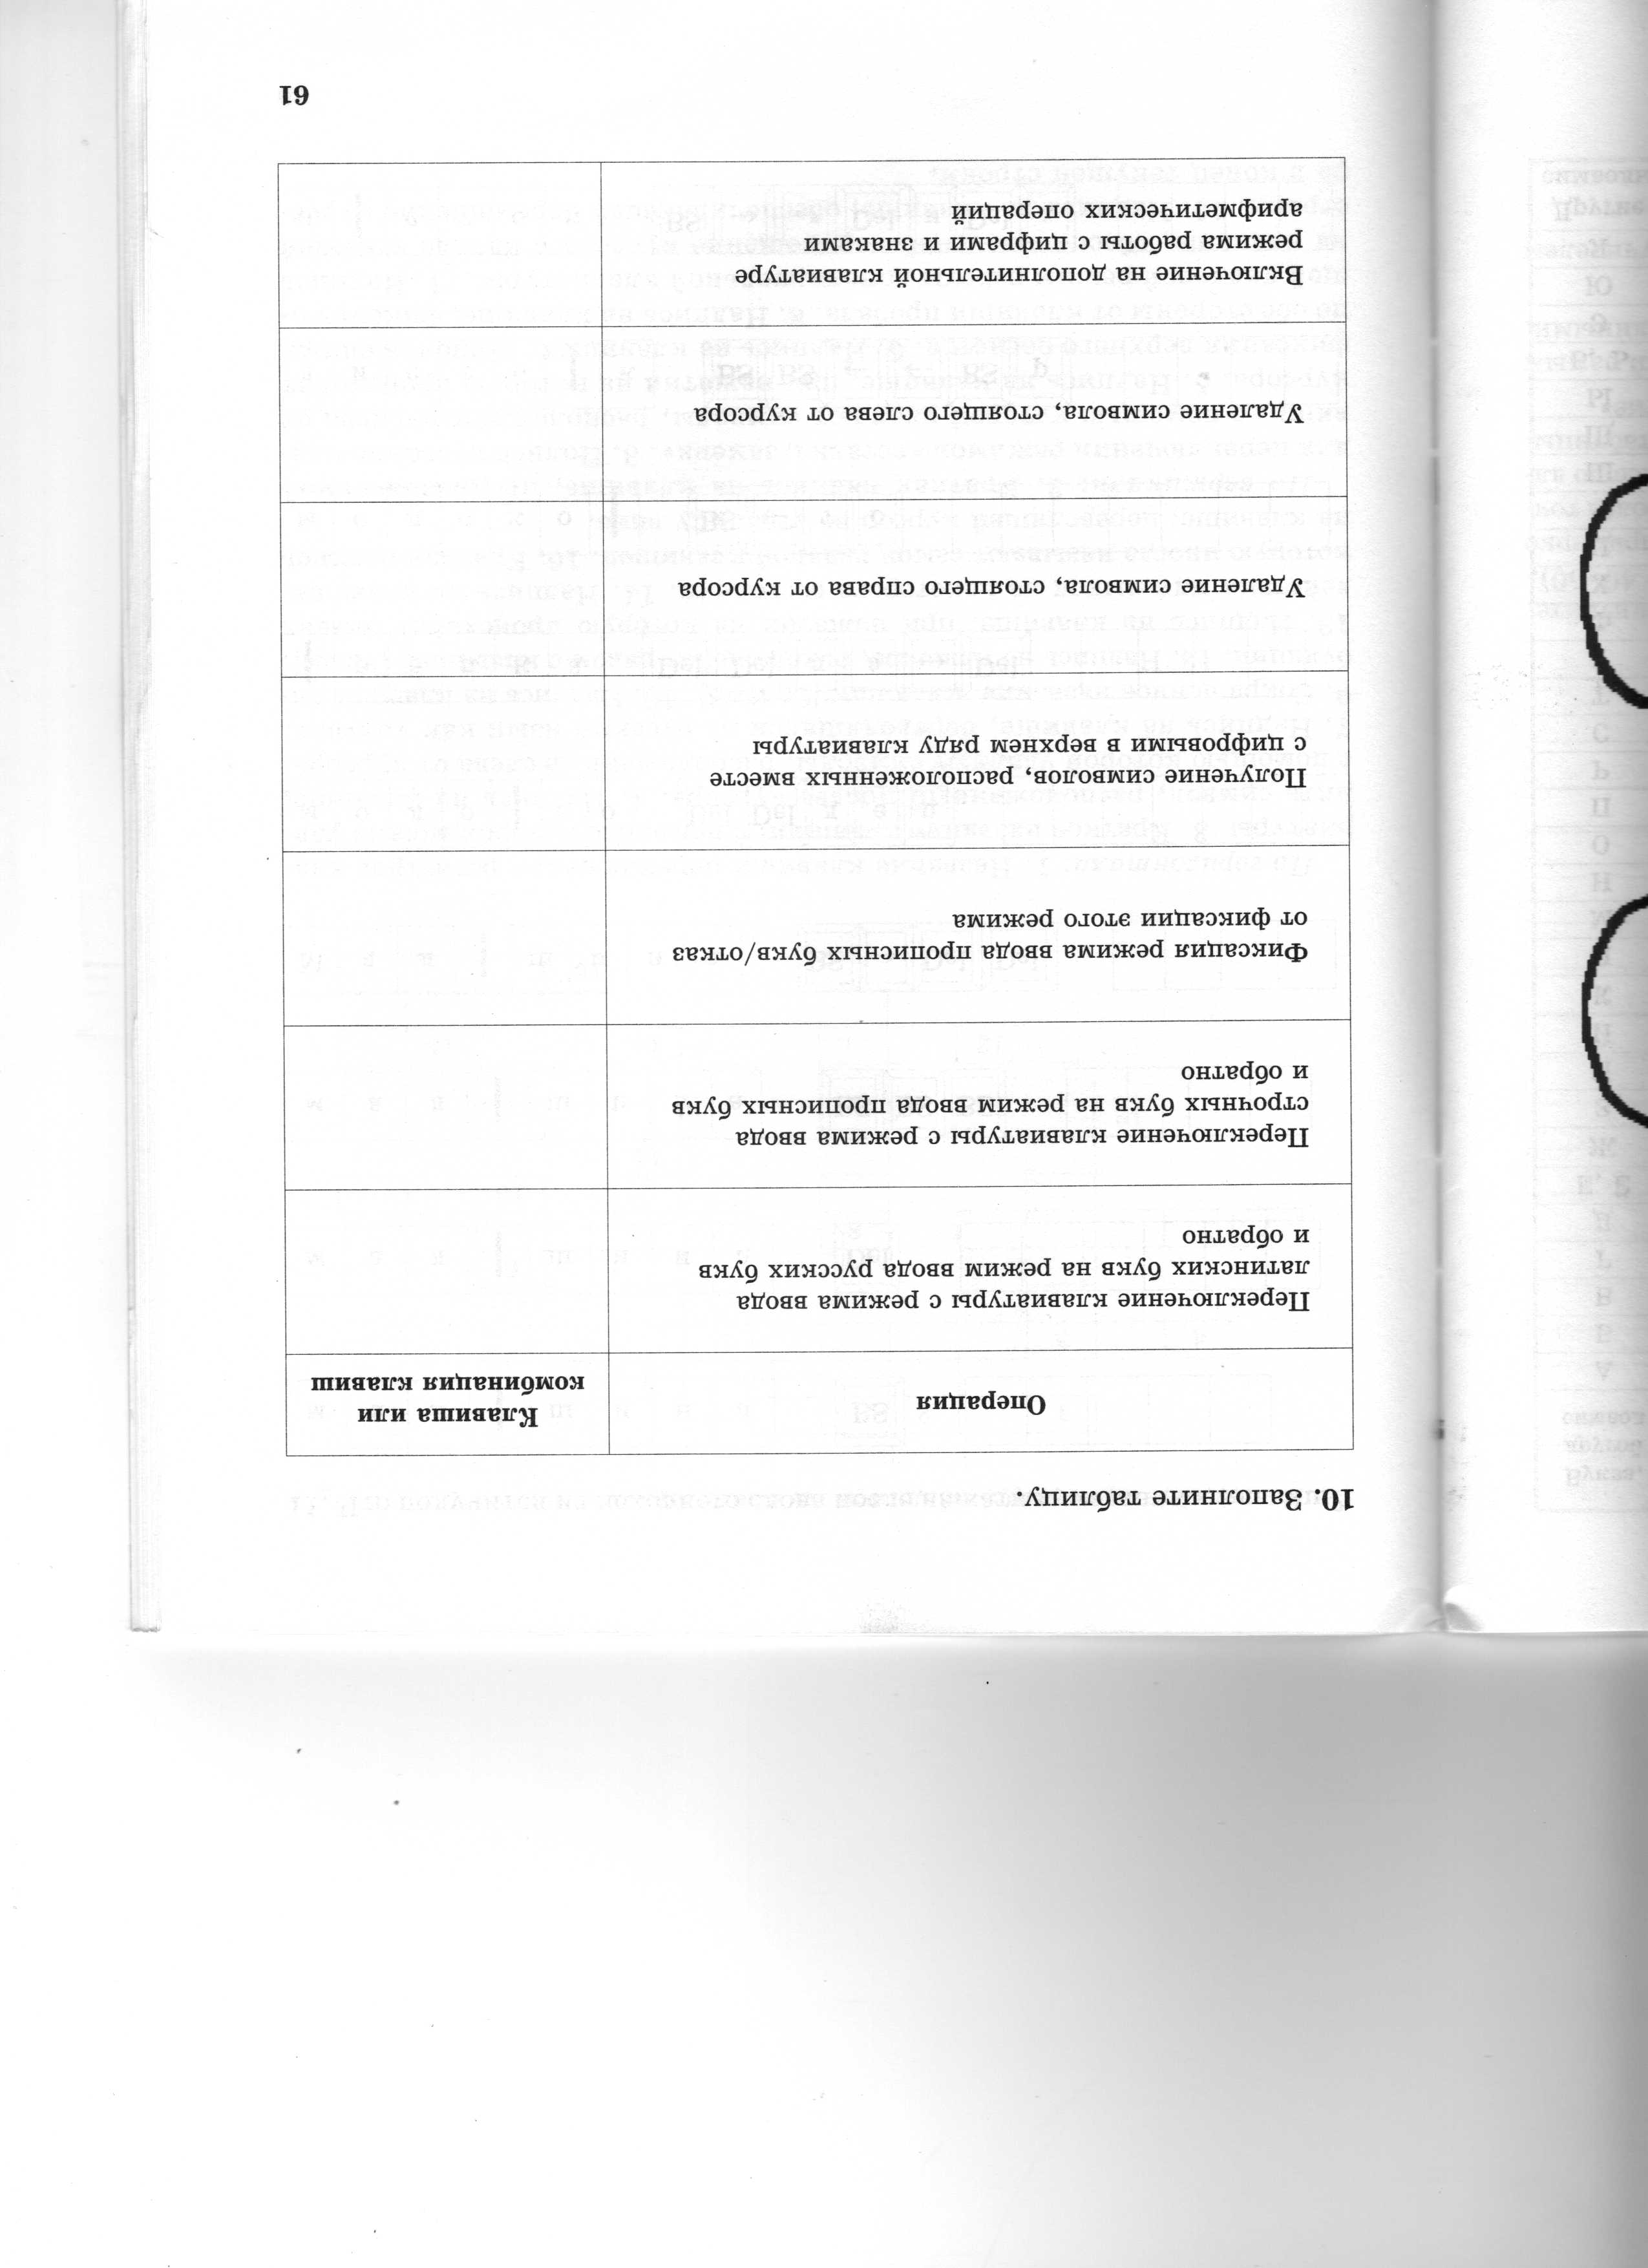 10. Заполните таблицу.
Операция
Клавиша или
комбинация клавиш
Переключение клавиатуры с режима ввода
латинских букв на режим ввода русских букв
и обратно
Переключение клавиатуры с режима ввода
строчных букв на режим ввода прописных букв
и обратно
Фиксация режима ввода прописных букв/отказ
от фиксации этого режима
Получение символов, расположенных вместе
с цифровыми в верхнем ряду клавиатуры
Удаление символа, стоящего справа от курсора
Удаление символа, стоящего слева от курсора
Включение на дополнительной клавиатуре
режима работы с цифрами и знаками
арифметических операций
61